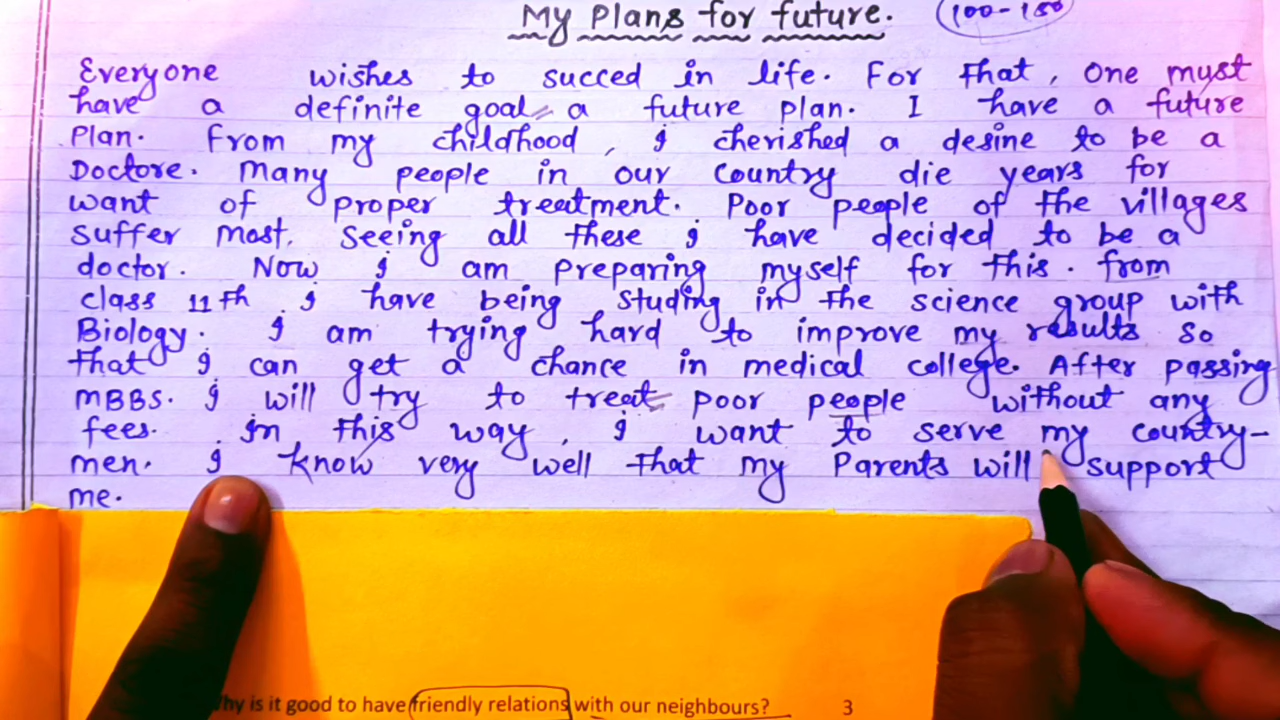 My Plans for future. (100-150
Everyone wishes to succed in life. For that, one myst
have a definite goal= a future plan. I have a future
Plan. From my childhood, I cherished a desine to be a
Doctore. Many people in our country die years for
want of proper treetment. Poor people of the villages
suffer most. Seeing all these I have decided to be a
doctor. Now I am preparing myself for this. from
class 11th I have being studing in the science group with
Biology. I am trying hard to improve my results so
that I can get a chance in medical college. After passing
MBBS. I will try to treat poor people without any
fees. In this way, I want to serve my country-
men. I know very well that my Parents will support
me.
hy is it good to have friendly relations with our neighbours? 3